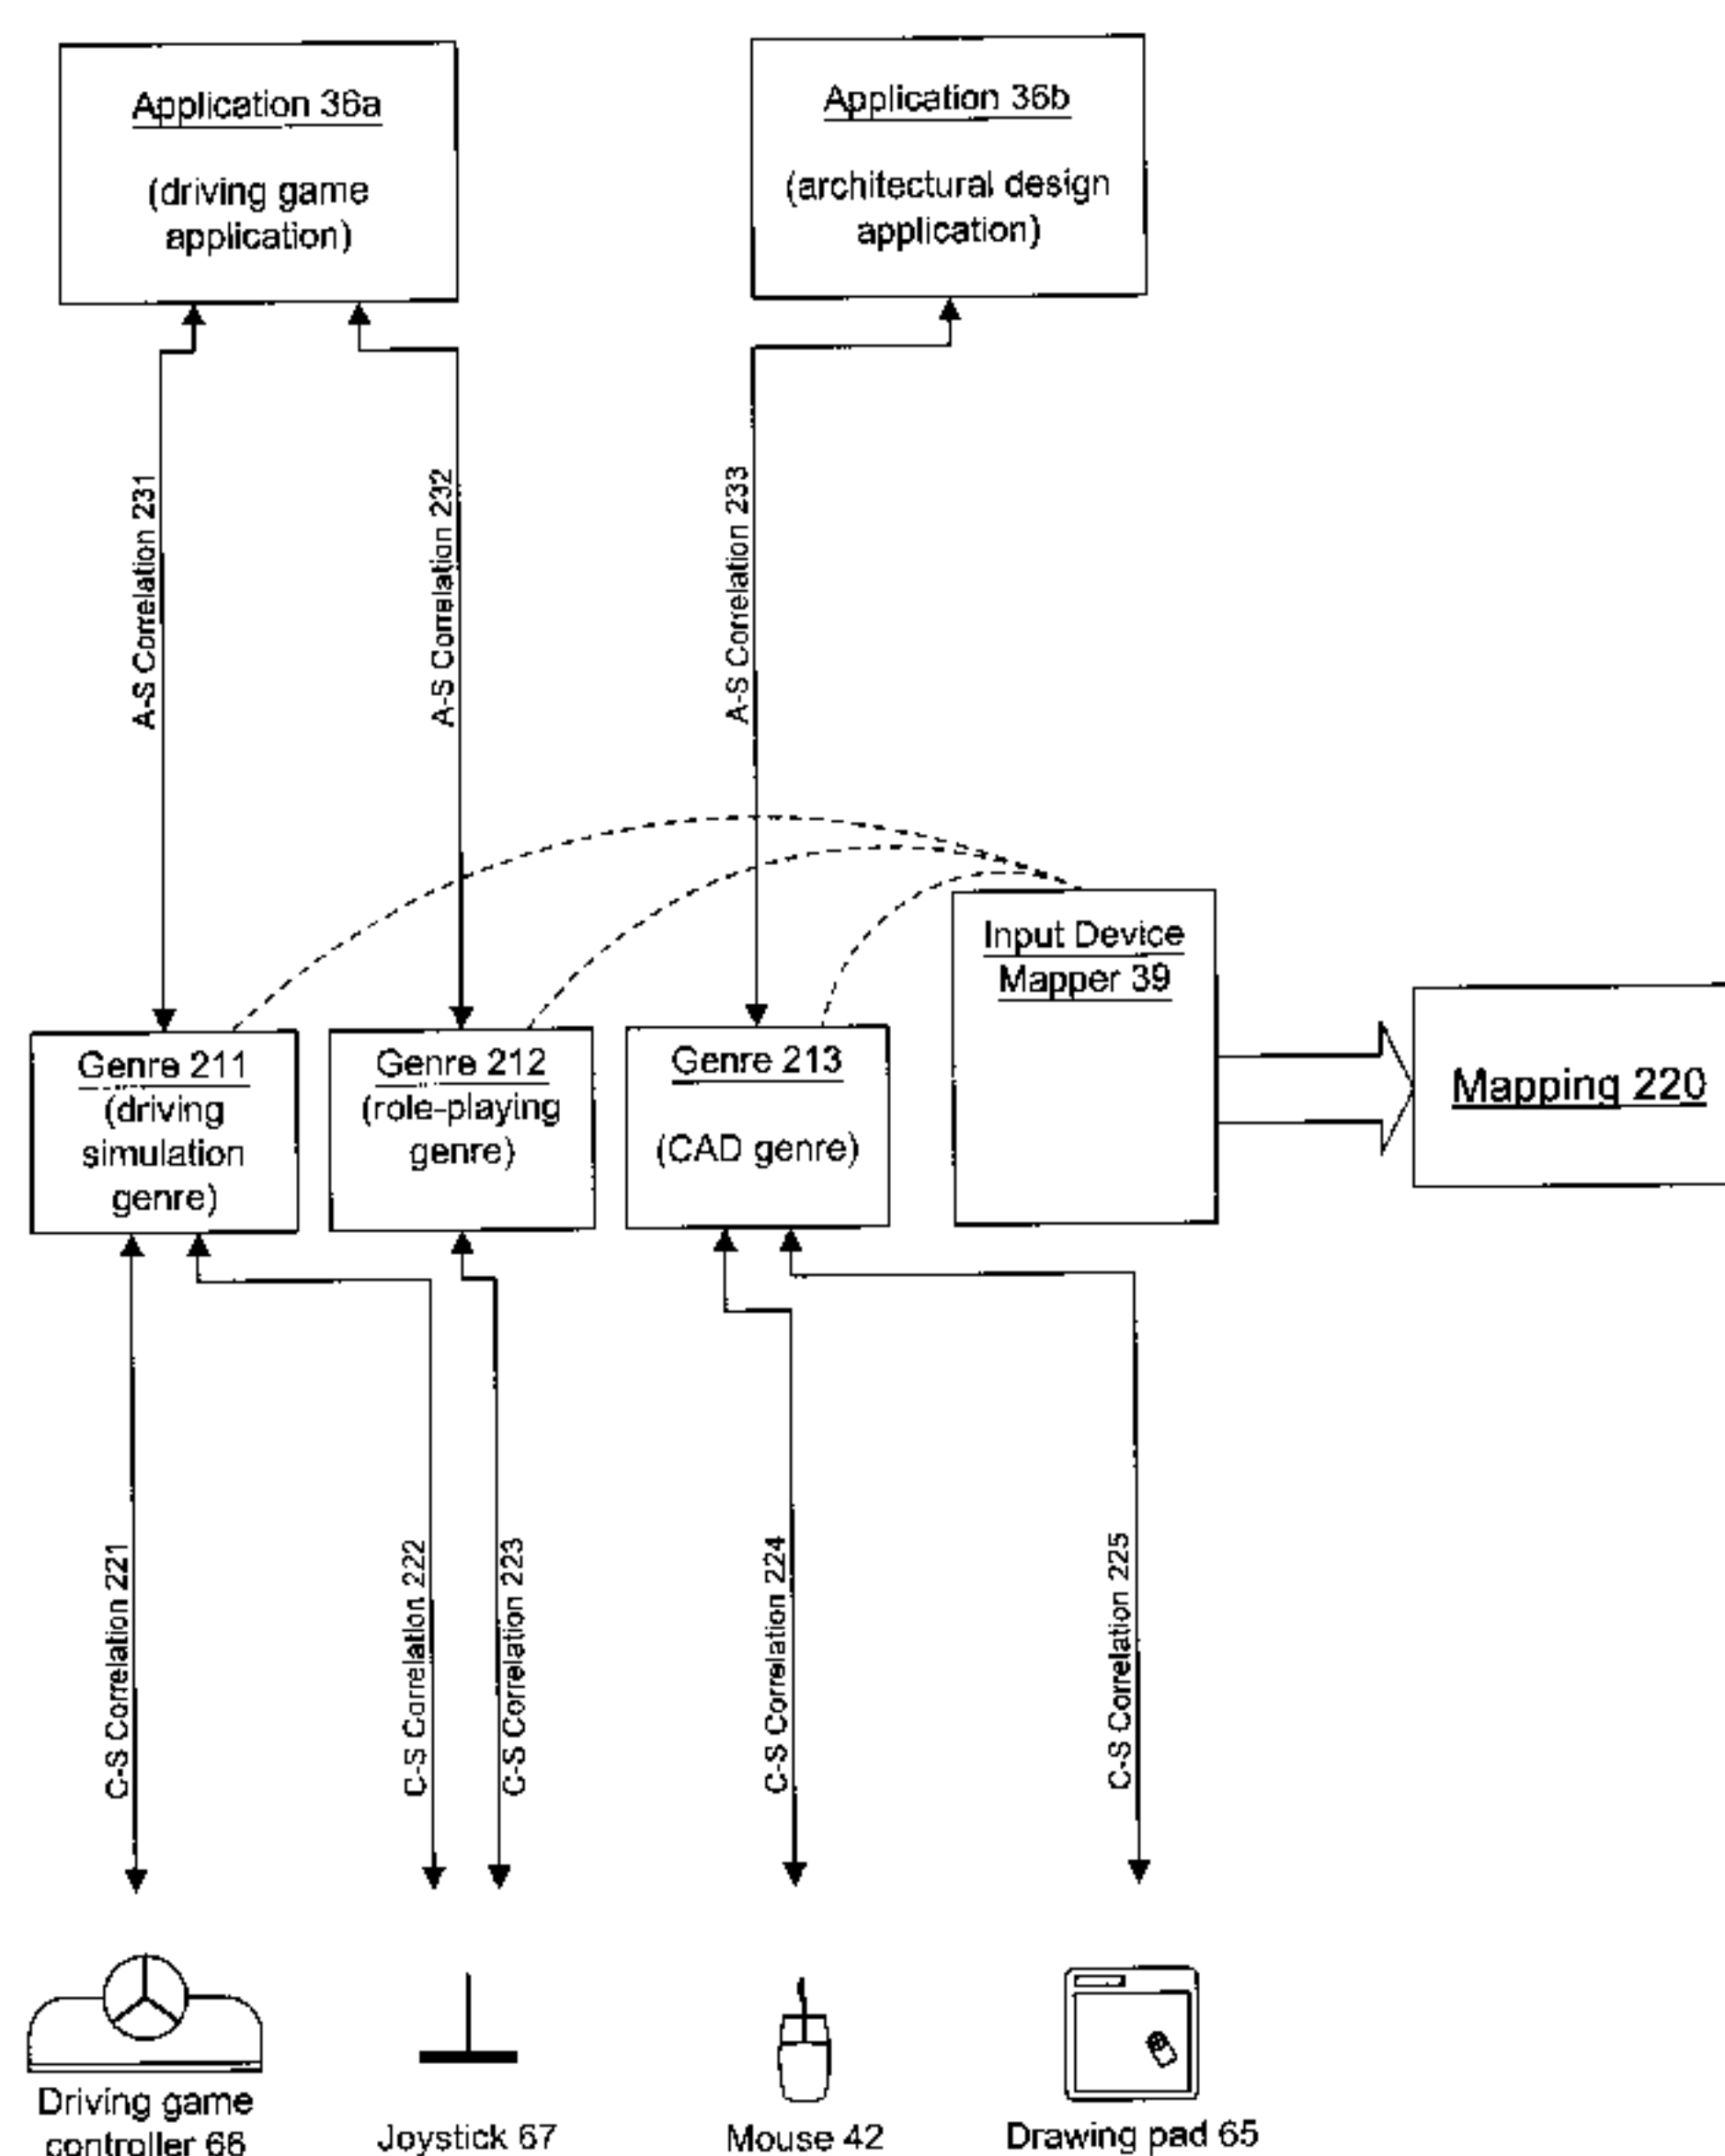 Application 36a
(driving game
application)
Application 36b
(architectural design
application)
A-S Correlation 231
A-S Correlation 232
A-S Correlation 233
Input Device
Mapper 39
Mapping 220
Genre 211
(driving
simulation
genre)
Genre 212
(role-playing
genre)
Genre 213
(CAD genre)
C-S Correlation 221
C-S Correlation 222
C-S Correlation 223
C-S Correlation 224
C-S Correlation 225
Driving game
controller 66
Joystick 67
Mouse 42
Drawing pad 65